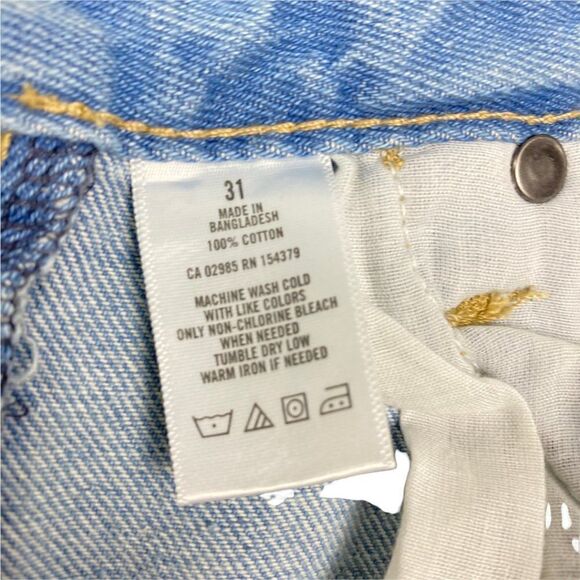 31
MADE IN
BANGLADESH
100% COTTON
CA 02985 RN 154379
MACHINE WASH COLD
WITH LIKE COLORS
ONLY NON-CHLORINE BLEACH
WHEN NEEDED
TUMBLE DRY LOW
WARM IRON IF NEEDED